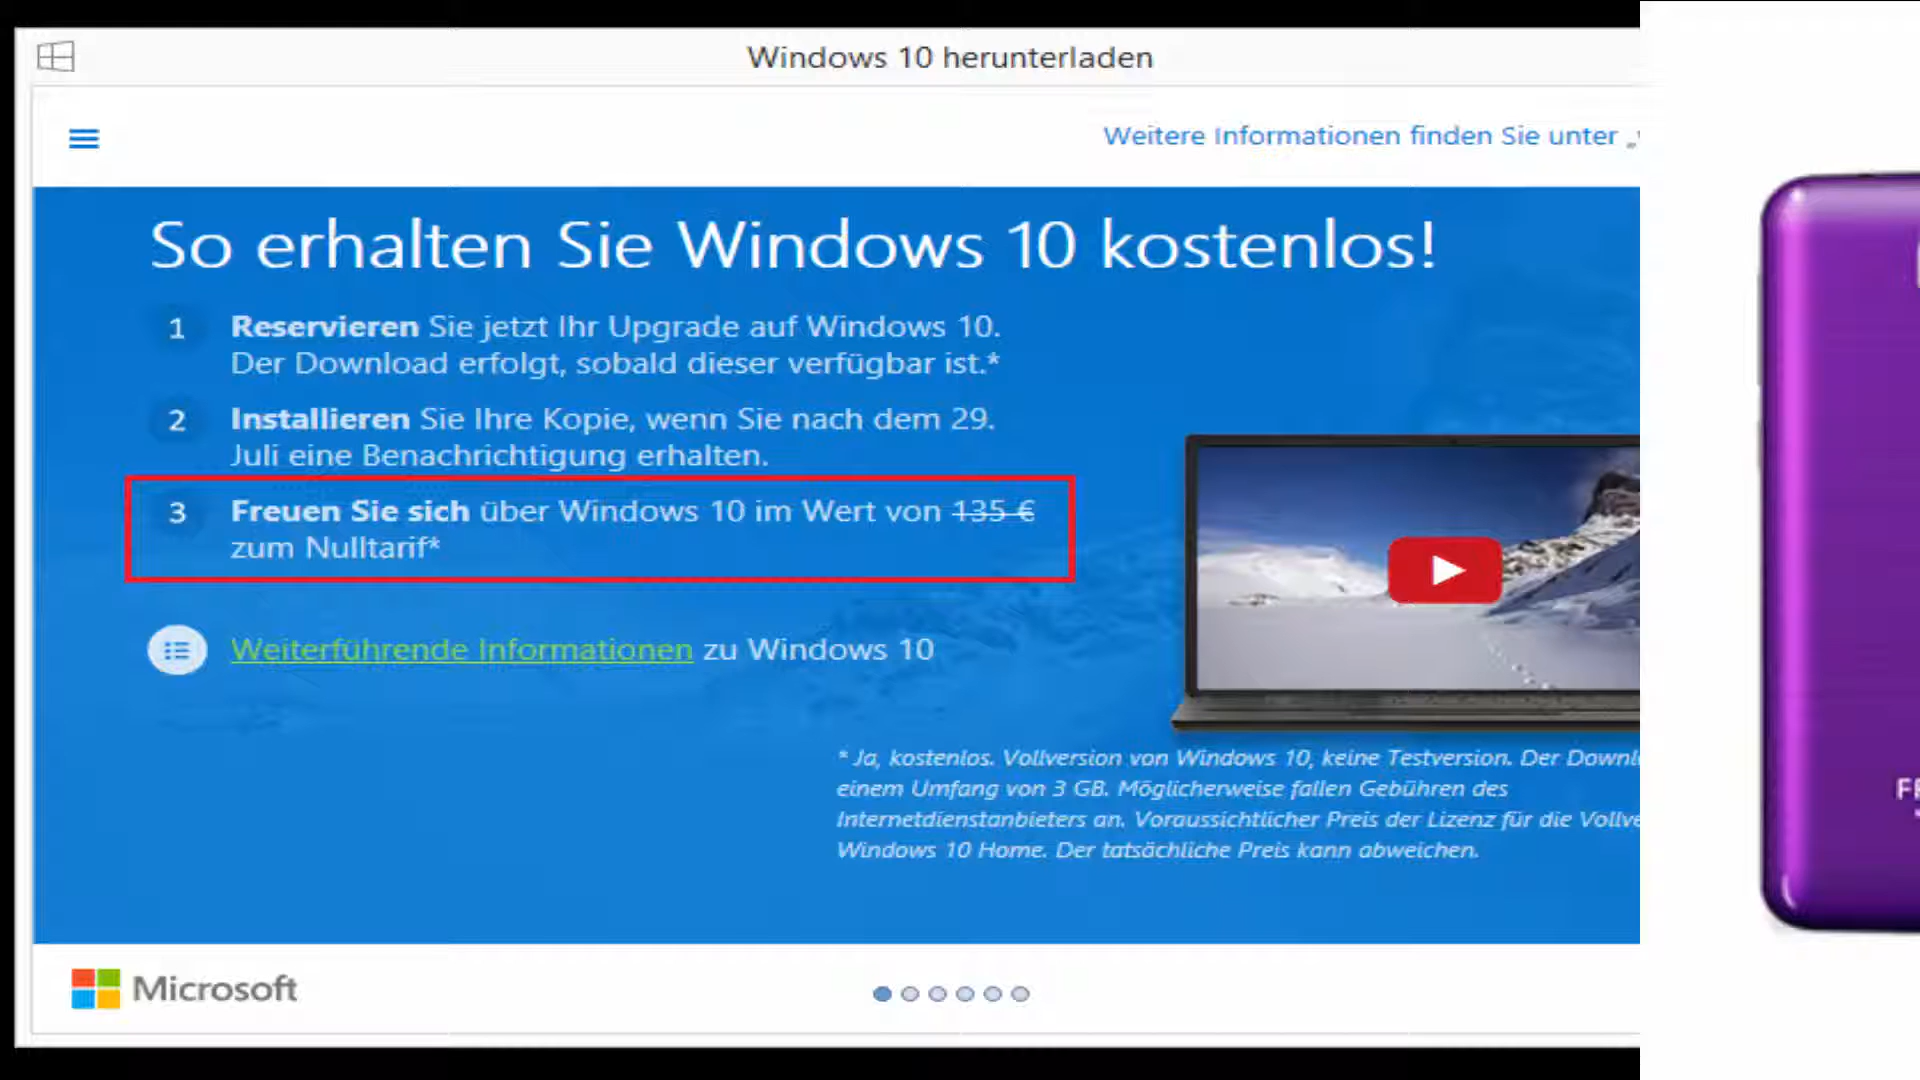 Windows 10 herunterladen
Weitere Informationen finden Sie unter
So erhalten Sie Windows 10 kostenlos!
1 Reservieren Sie jetzt Ihr Upgrade auf Windows 10.
Der Download erfolgt, sobald dieser verfügbar ist.*
2 Installieren Sie Ihre Kopie, wenn Sie nach dem 29.
Juli eine Benachrichtigung erhalten.
3 Freuen Sie sich über Windows 10 im Wert von 135 €
zum Nulltarif*
Weiterführende Informationen zu Windows 10
* Ja, kostenlos. Vollversion von Windows 10, keine Testversion. Der
einem Umfang von 3 GB. Möglicherweise fallen Gebühren des
Internetdienstanbieters an. Voraussichtlicher Preis der Lizenz für die
Windows 10 Home. Der tatsächliche Preis kann abweichen.
Microsoft